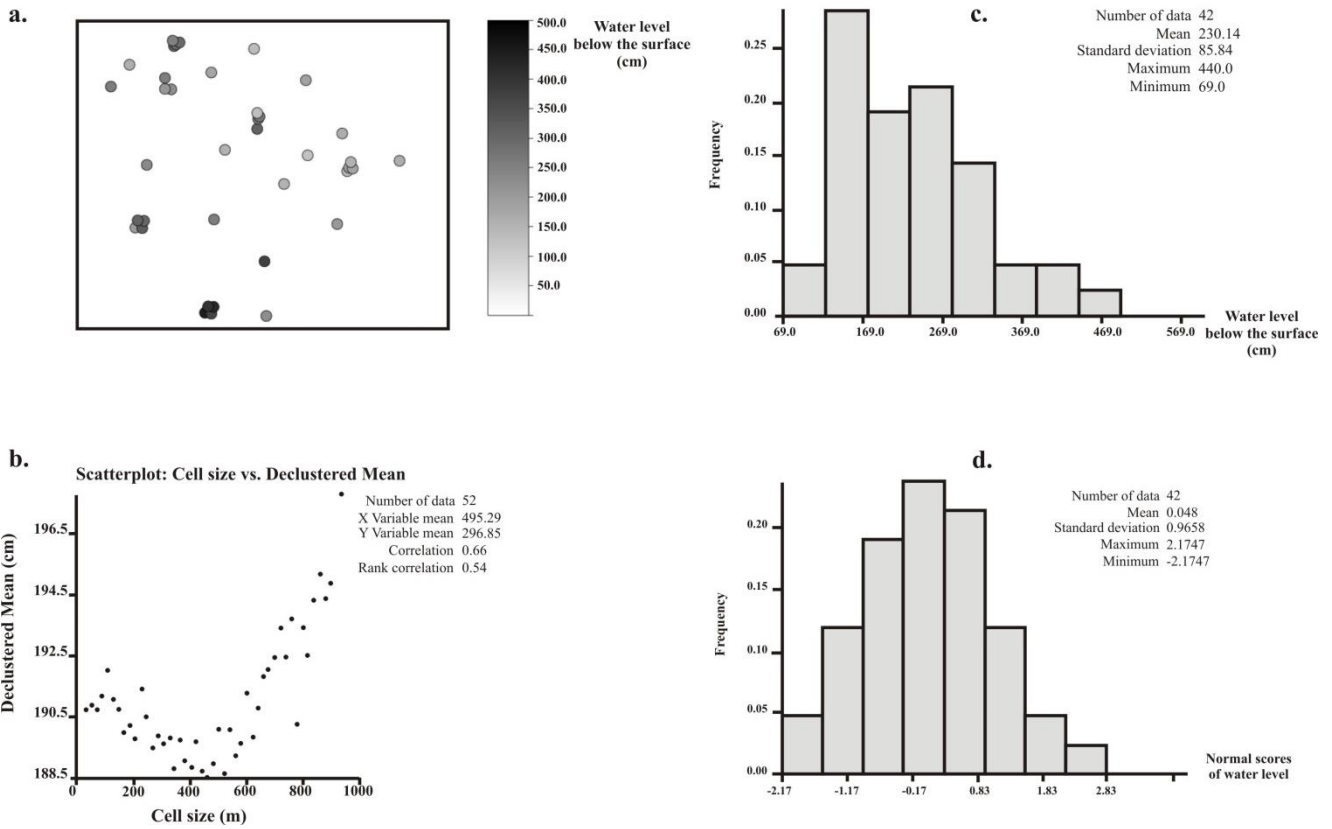 a.
500.0
450.0
400.0
350.0
300.0
250.0
200.0
150.0
100.0
50.0
Water level
below the surface
(cm)
c.
Number of data 42
Mean 230.14
Standard deviation 85.84
Maximum 440.0
Minimum 69.0
Frequency
0.25
0.20
0.15
0.10
0.05
0.00
69.0 169.0 269.0 369.0 469.0 569.0
Water level
below the surface
(cm)
b.
Scatterplot: Cell size vs. Declustered Mean
Number of data 52
X Variable mean 495.29
Y Variable mean 296.85
Correlation 0.66
Rank correlation 0.54
Declustered Mean (cm)
196.5
194.5
192.5
190.5
188.5
0 200 400 600 800 1000
Cell size (m)
d.
Number of data 42
Mean 0.048
Standard deviation 0.9658
Maximum 2.1747
Minimum -2.1747
Frequency
0.20
0.15
0.10
0.05
0.00
-2.17 -1.17 -0.17 0.83 1.83 2.83
Normal scores
of water level